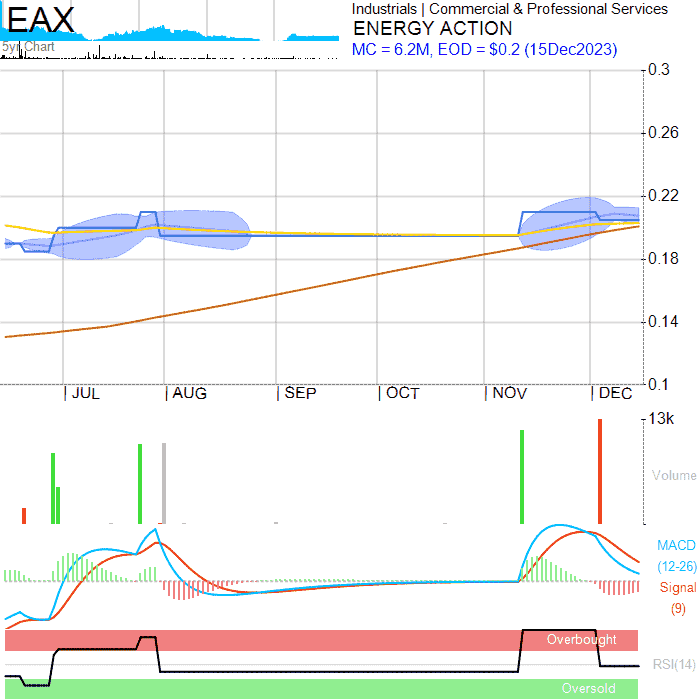 EAX
Industrials | Commercial & Professional Services
ENERGY ACTION
5yr Chart
MC = 6.2M, EOD = $0.2 (15Dec2023)
0.3
0.26
0.22
0.18
0.14
0.1
JUL AUG SEP OCT NOV DEC
13k
Volume
MACD
(12-26)
Signal
(9)
Overbought
RSI(14)
Oversold